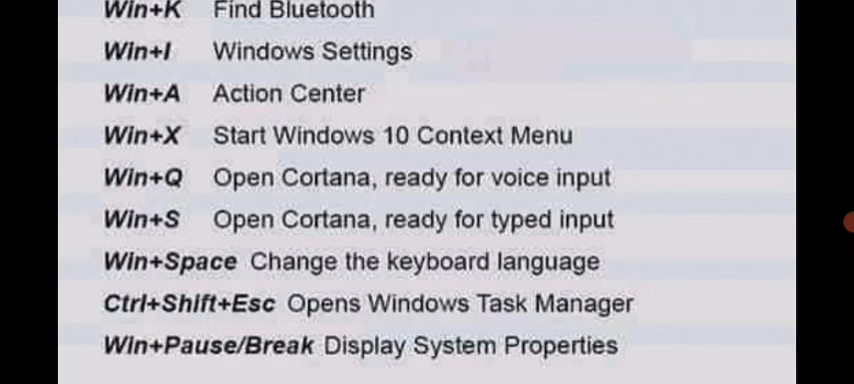 Win+K Find Bluetooth
Win+I Windows Settings
Win+A Action Center
Win+X Start Windows 10 Context Menu
Win+Q Open Cortana, ready for voice input
Win+S Open Cortana, ready for typed input
Win+Space Change the keyboard language
Ctrl+Shift+Esc Opens Windows Task Manager
Win+Pause/Break Display System Properties